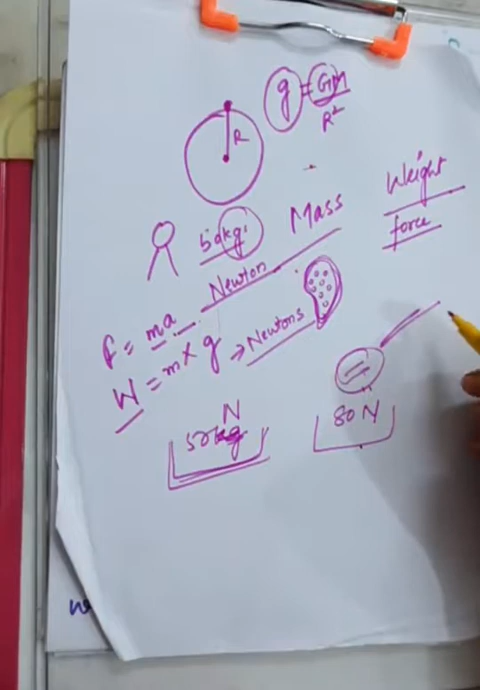 g = GM
R²
R
50kg Mass Weight
force
Newton
F = ma
W = m × g → Newtons
N
50kg
80 N